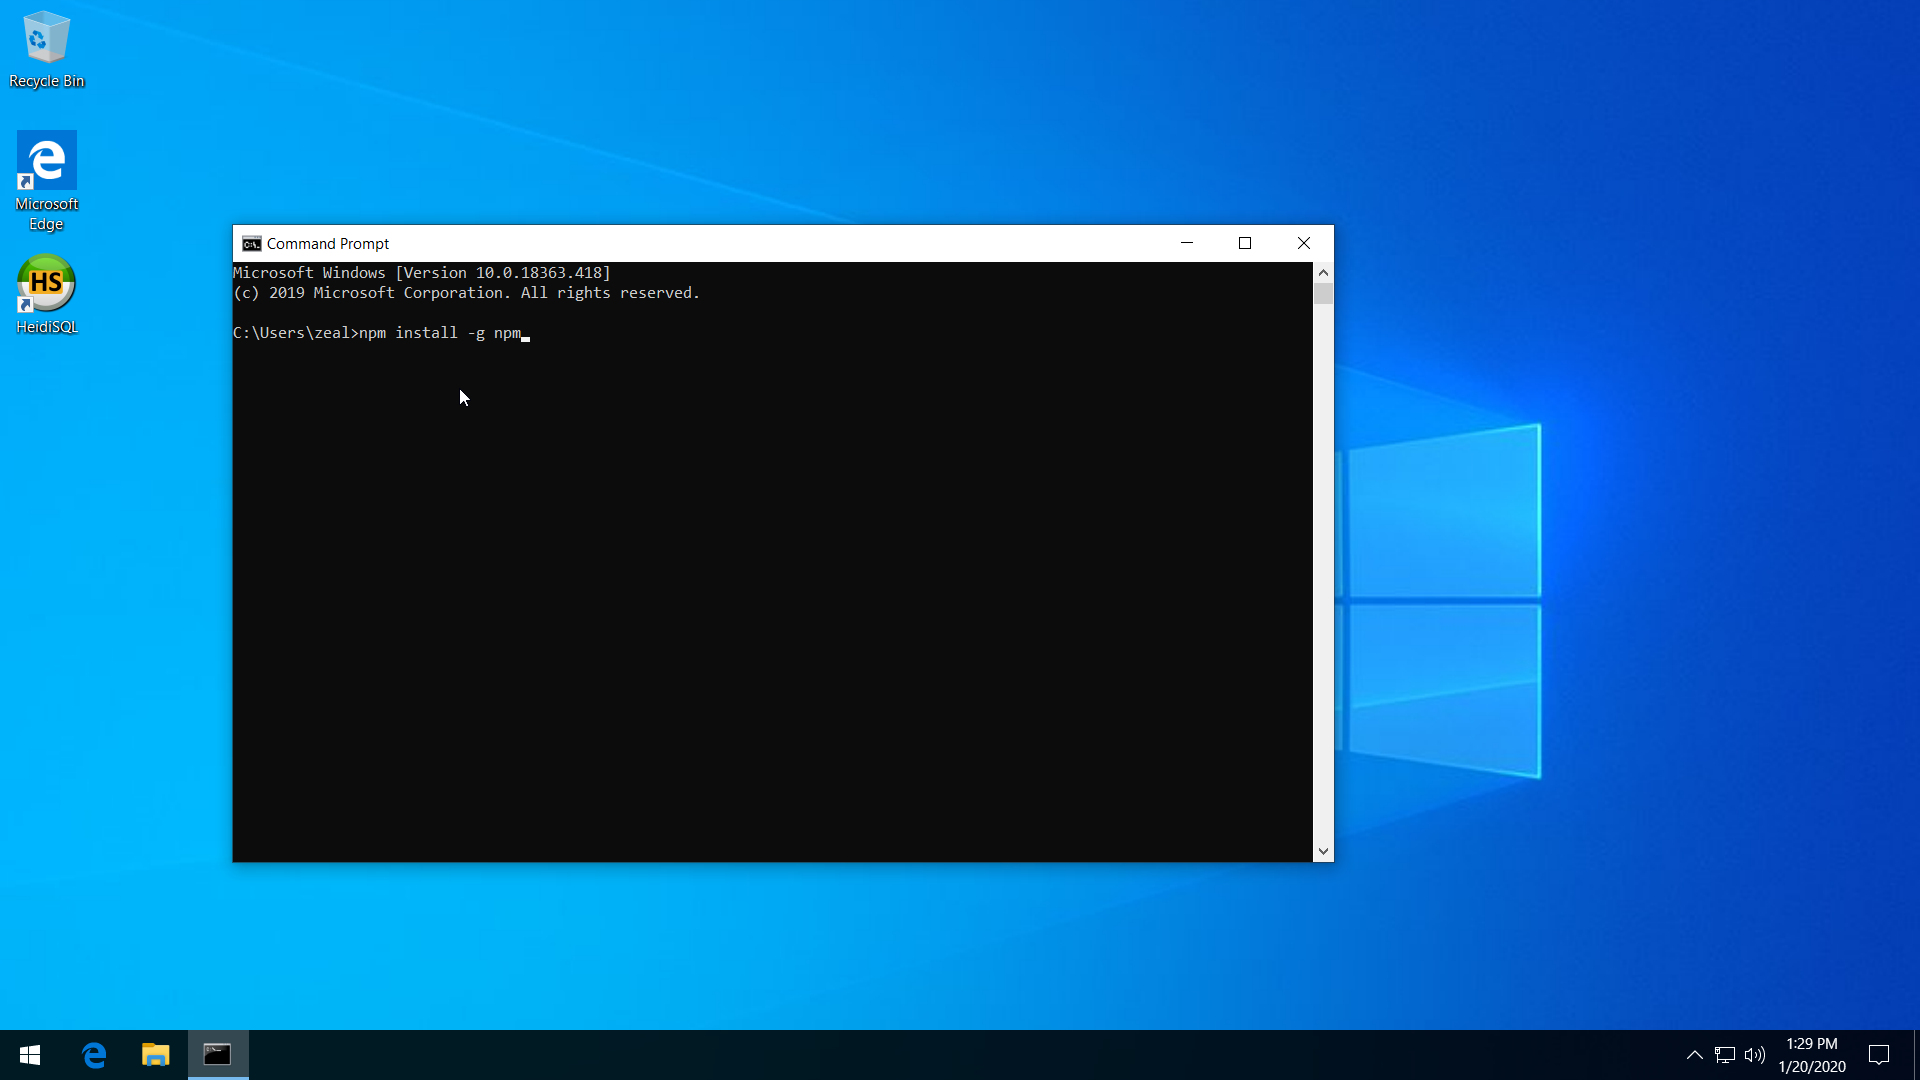 Recycle Bin
Microsoft
Edge
HS
HeidiSQL
Command Prompt
Microsoft Windows [Version 10.0.18363.418]
(c) 2019 Microsoft Corporation. All rights reserved.
C:\Users\zeal>npm install -g npm
1:29 PM
1/20/2020